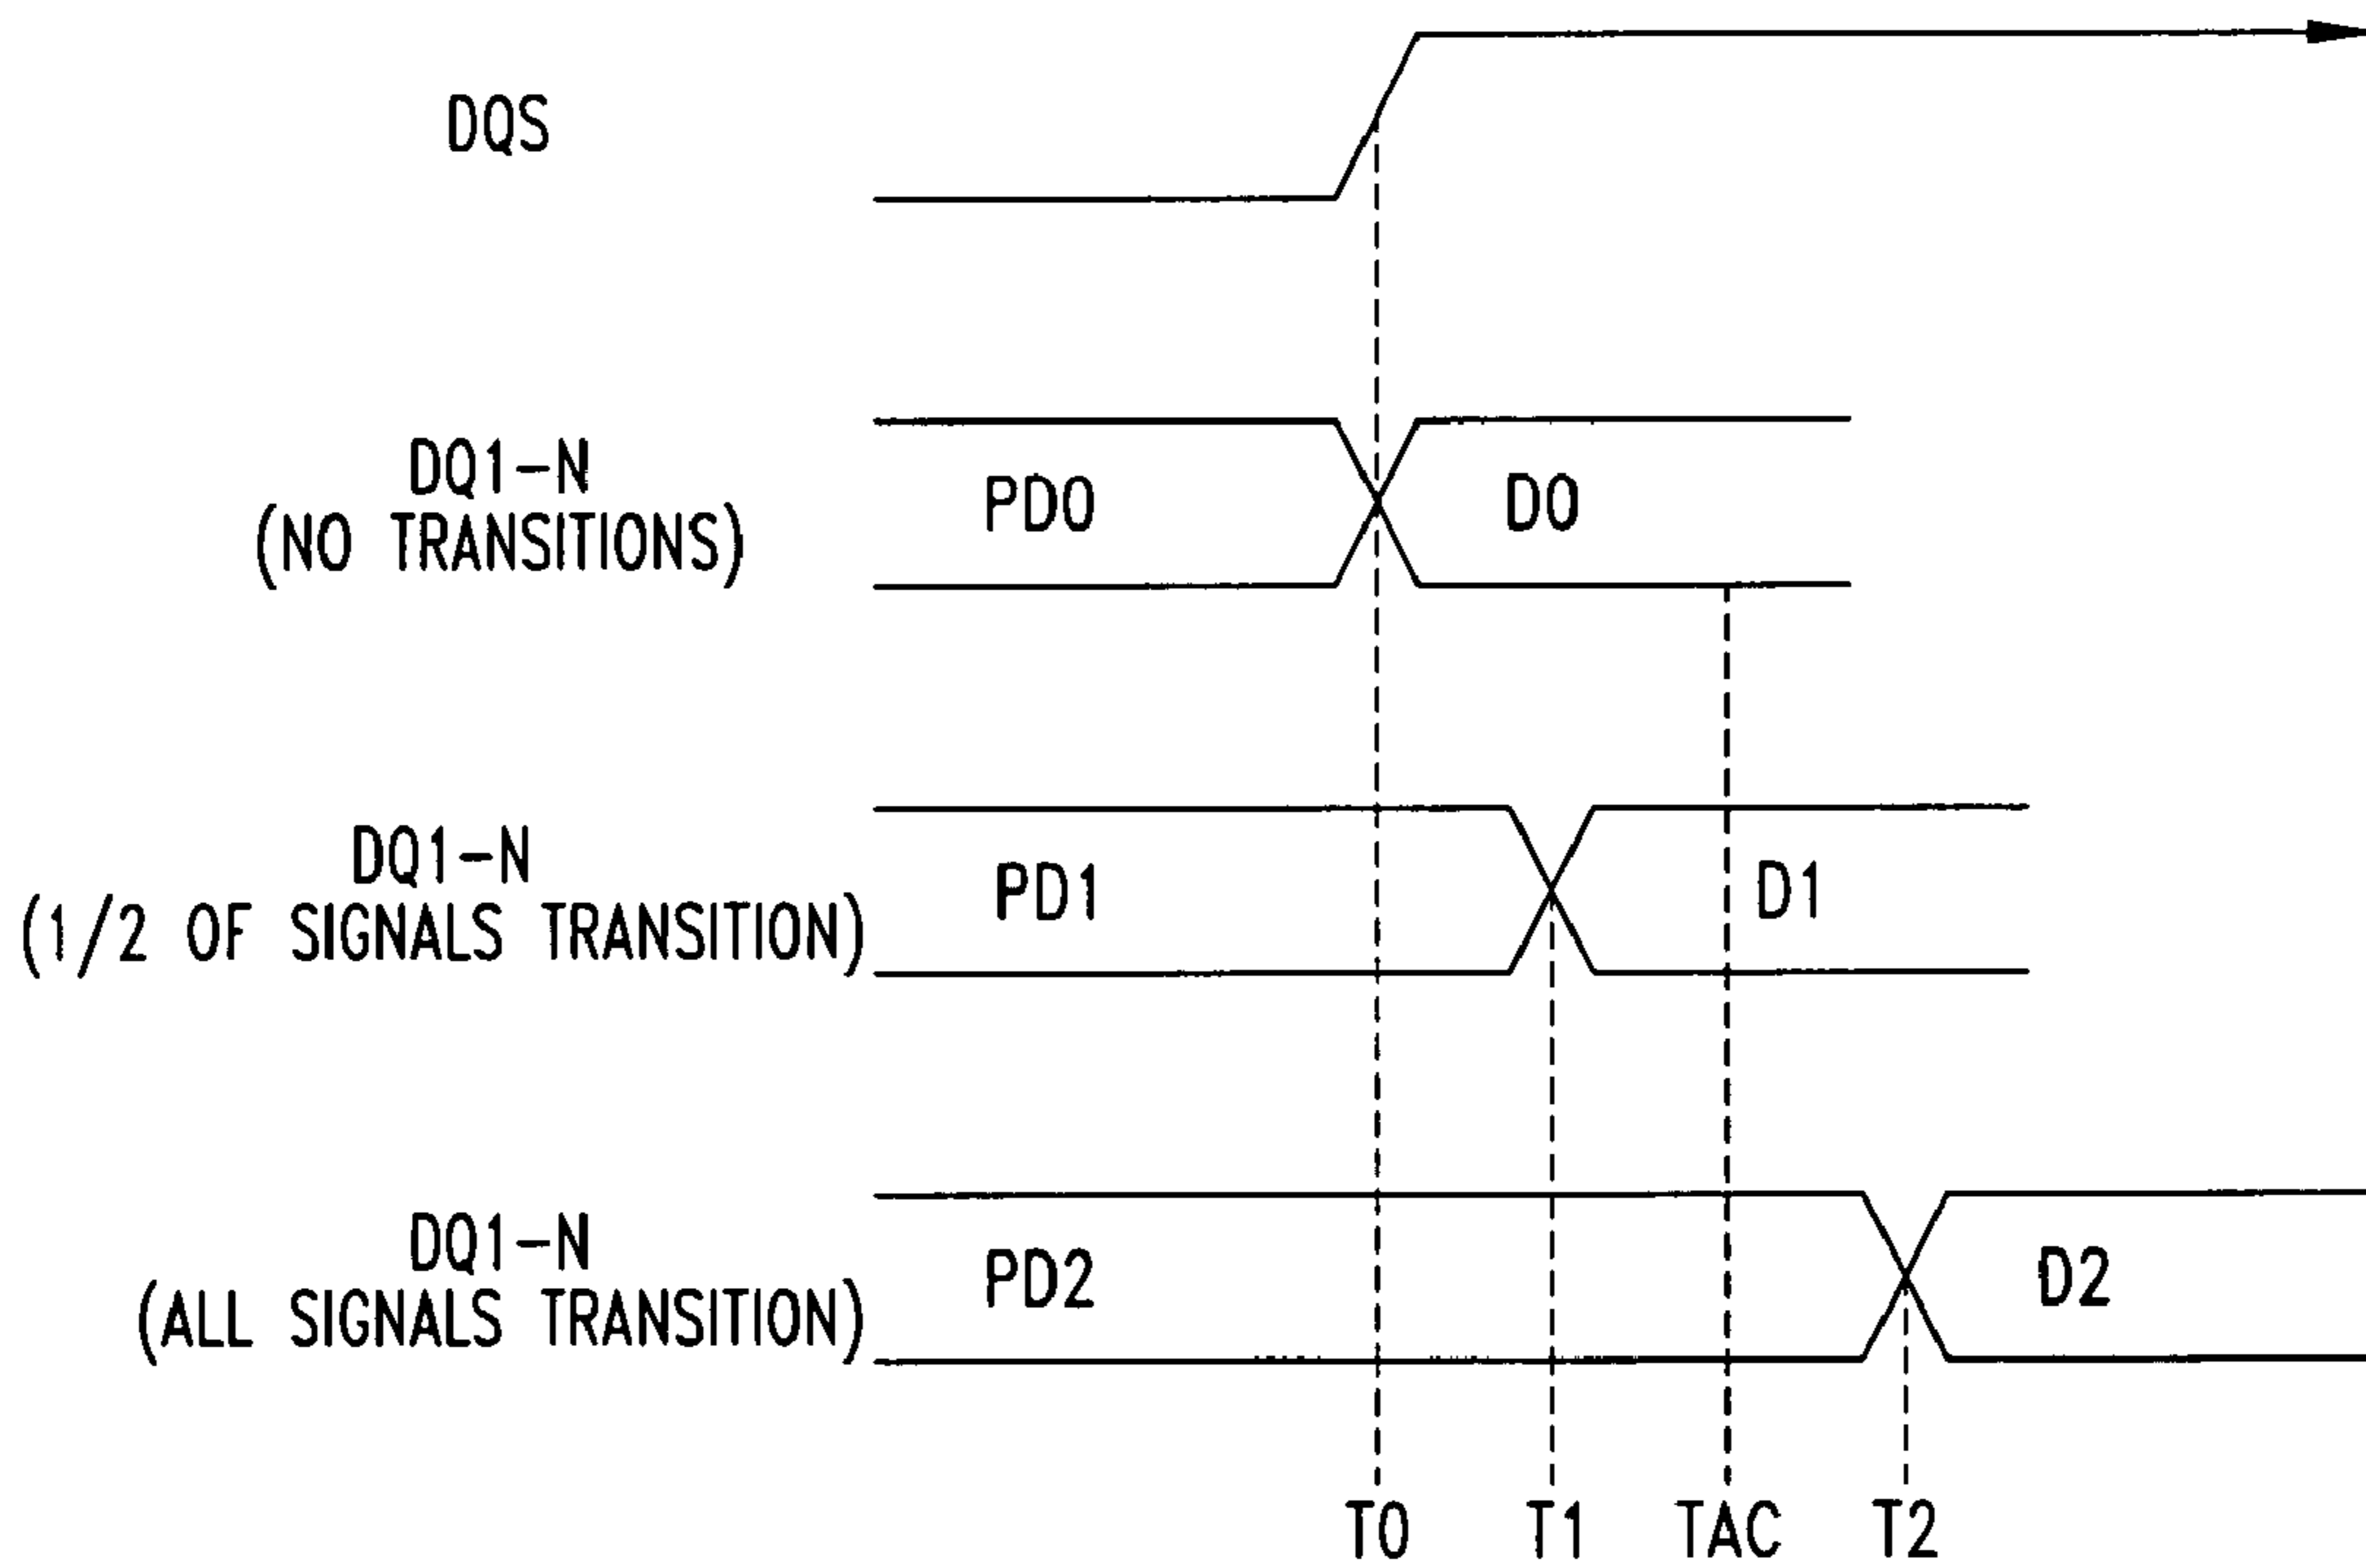 DQS
DQ1-N
(NO TRANSITIONS)
PD0
D0
DQ1-N
(1/2 OF SIGNALS TRANSITION)
PD1
D1
DQ1-N
(ALL SIGNALS TRANSITION)
PD2
D2
T0
T1
TAC
T2